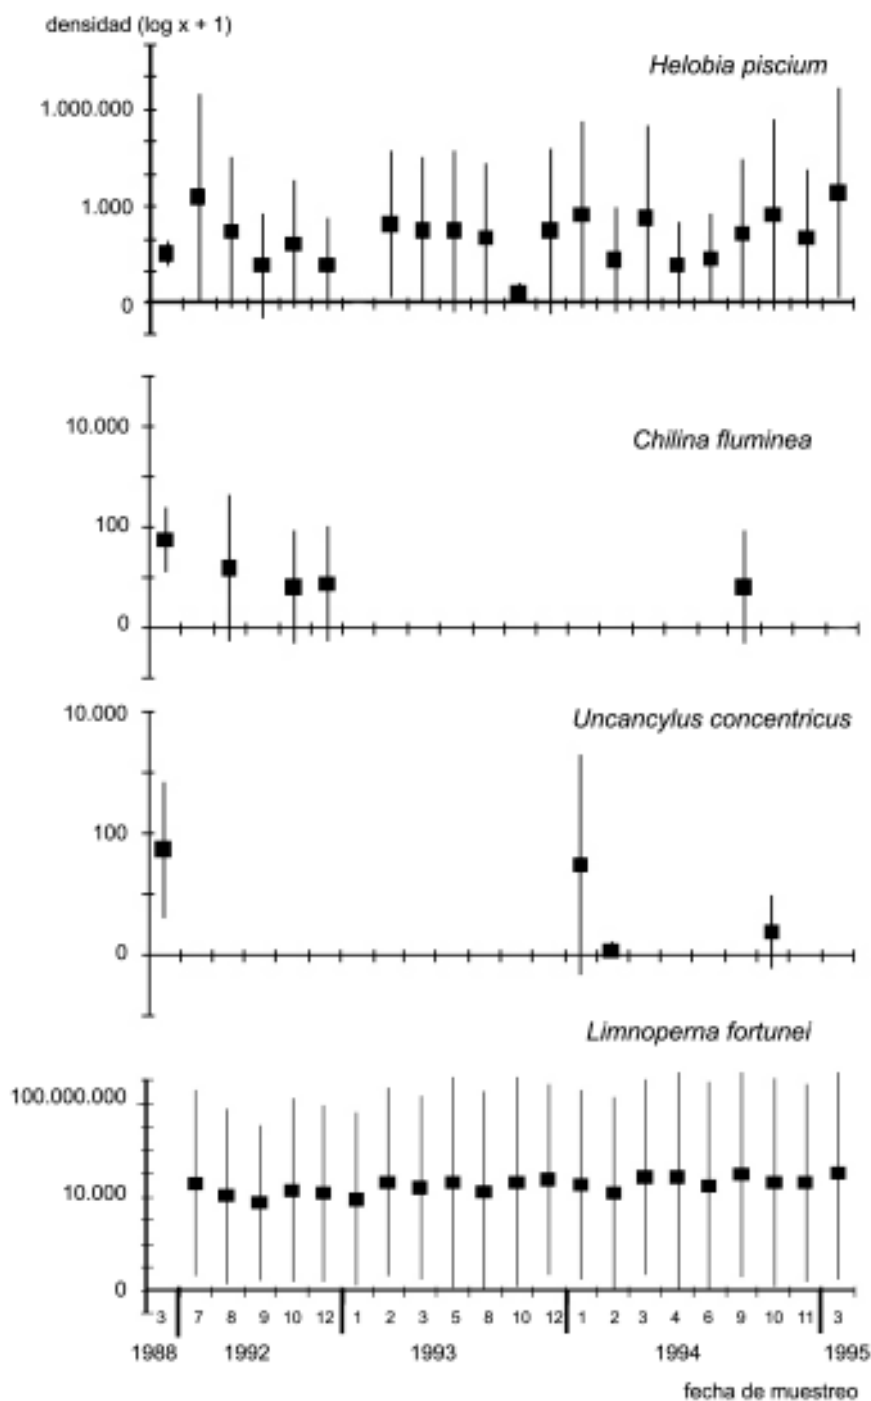 densidad (log x + 1)
Helobia piscium
1.000.000
1.000
0
Chilina fluminea
10.000
100
0
Uncancylus concentricus
10.000
100
0
Limnoperna fortunei
100.000.000
10.000
0
3 7 8 9 10 12 1 2 3 5 8 10 12 1 2 3 4 6 9 10 11 3
1988 1992 1993 1994 1995
fecha de muestreo